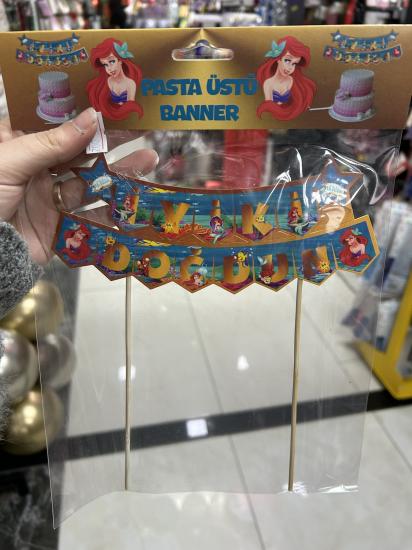 PASTA ÜSTÜ
BANNER
İYİ Kİ
DOĞDUN